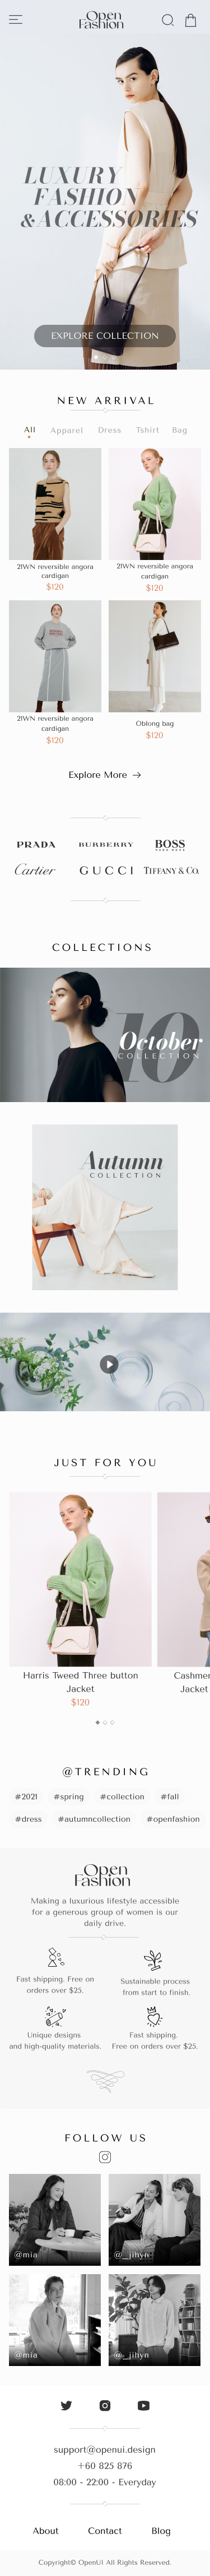 Open
Fashion
LUXURY
FASHION
&ACCESSORIES
EXPLORE COLLECTION
NEW ARRIVAL
All Apparel Dress Tshirt Bag
21WN reversible angora
cardigan
$120
21WN reversible angora
cardigan
$120
21WN reversible angora
cardigan
$120
Oblong bag
$120
Explore More
PRADA BURBERRY BOSS
HUGO BOSS
Cartier GUCCI TIFFANY & CO.
COLLECTIONS
10
October
COLLECTION
Autumn
COLLECTION
JUST FOR YOU
Harris Tweed Three button
Jacket
$120
Cashmer
Jacket
@TRENDING
#2021 #spring #collection #fall
#dress #autumncollection #openfashion
Open
Fashion
Making a luxurious lifestyle accessible
for a generous group of women is our
daily drive.
Fast shipping. Free on
orders over $25.
Sustainable process
from start to finish.
Unique designs
and high-quality materials.
Fast shipping.
Free on orders over $25.
FOLLOW US
@mia
@_jihyn
@mia
@_jihyn
support@openui.design
+60 825 876
08:00 - 22:00 - Everyday
About Contact Blog
Copyright© OpenUI All Rights Reserved.